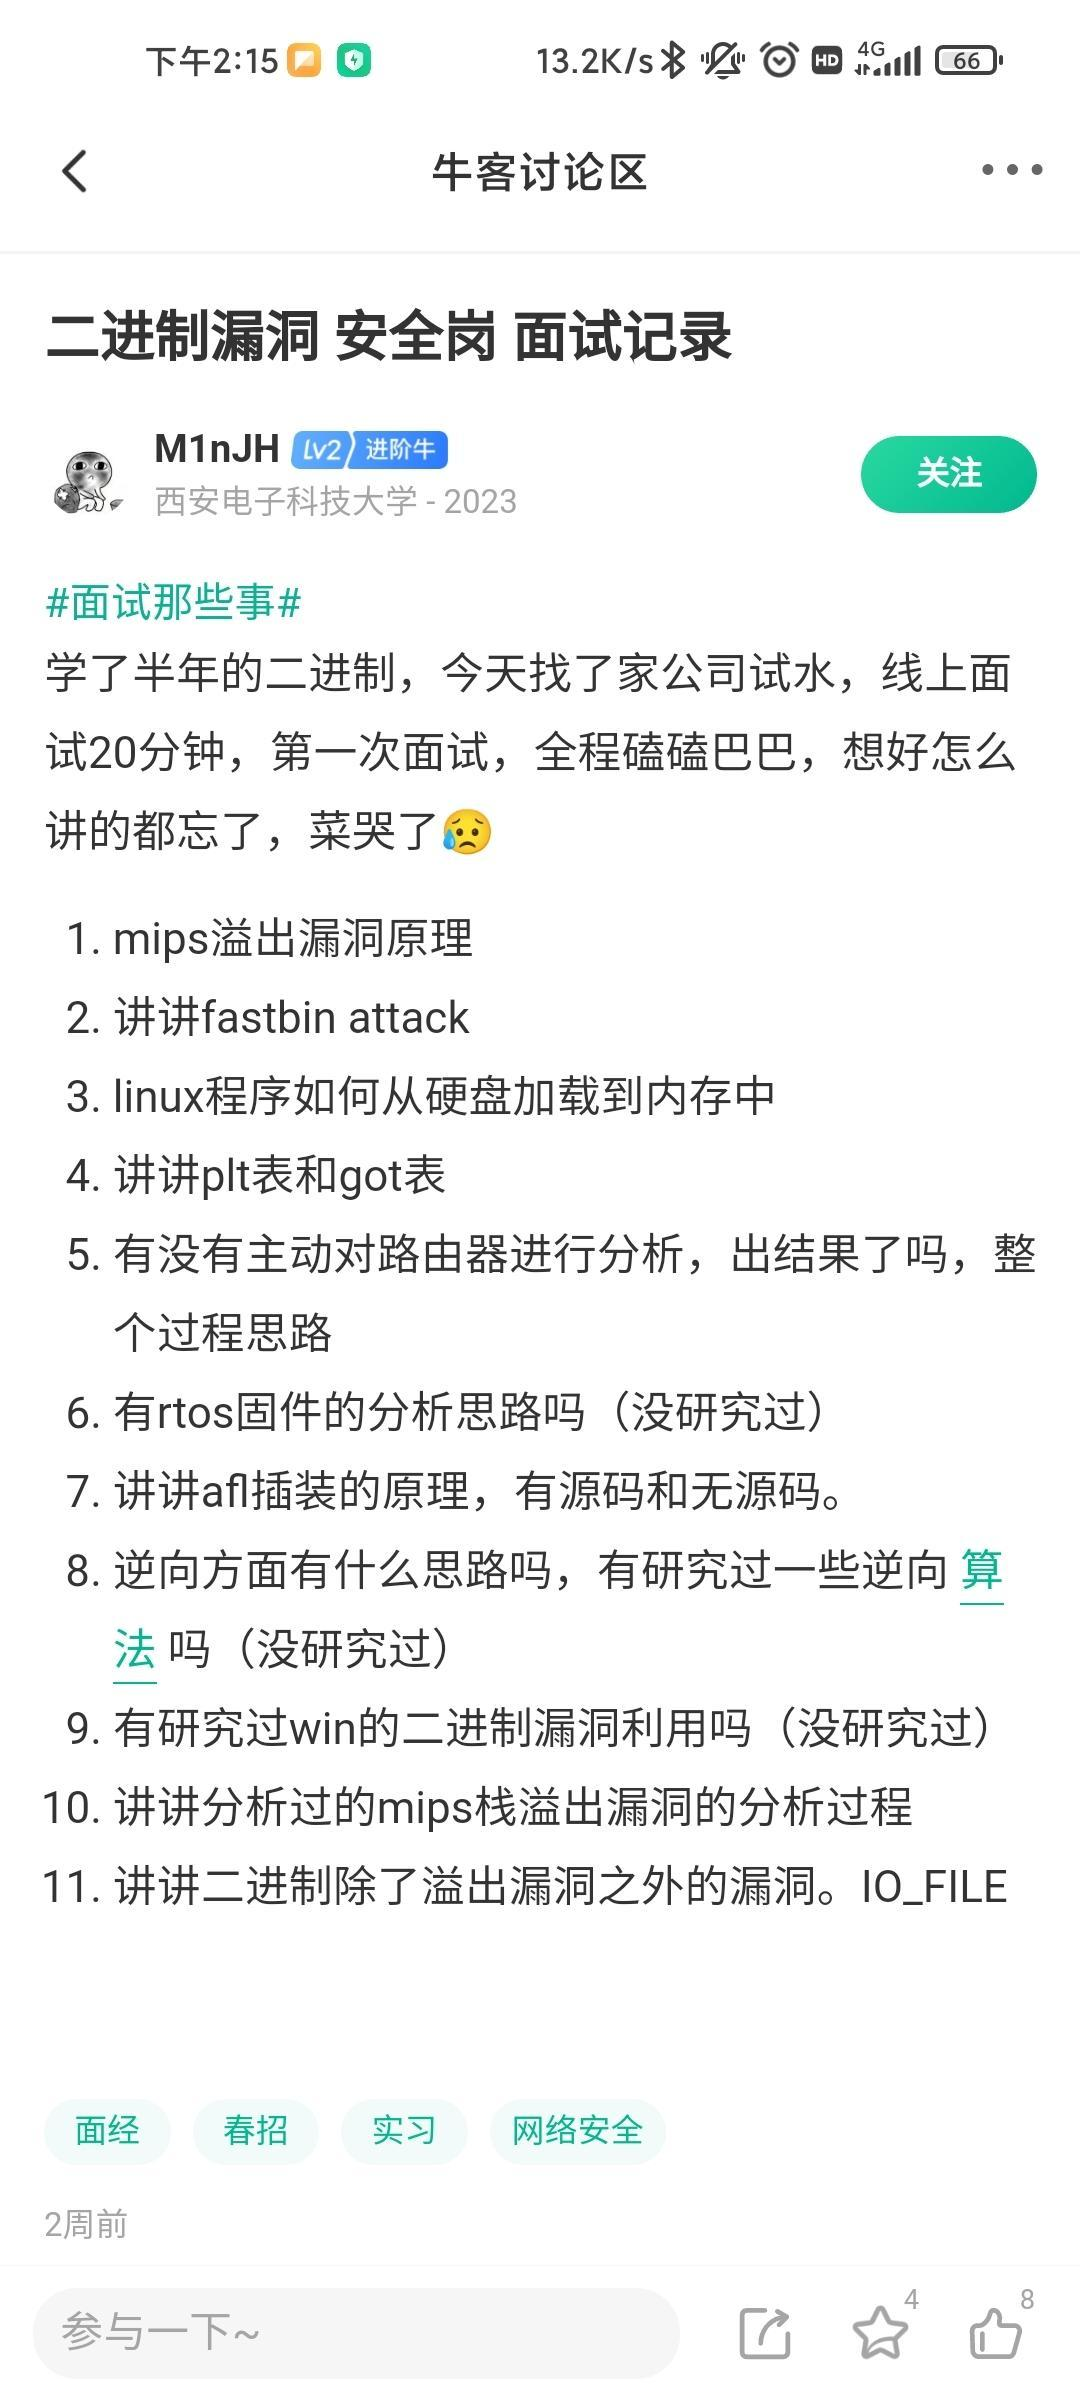 下午2:15 13.2K/s HD 4G 66
牛客讨论区
二进制漏洞 安全岗 面试记录
M1nJH Lv2 进阶牛
西安电子科技大学 - 2023
关注
#面试那些事#
学了半年的二进制，今天找了家公司试水，线上面
试20分钟，第一次面试，全程磕磕巴巴，想好怎么
讲的都忘了，菜哭了😥
1. mips溢出漏洞原理
2. 讲讲fastbin attack
3. linux程序如何从硬盘加载到内存中
4. 讲讲plt表和got表
5. 有没有主动对路由器进行分析，出结果了吗，整
个过程思路
6. 有rtos固件的分析思路吗（没研究过）
7. 讲讲afl插装的原理，有源码和无源码。
8. 逆向方面有什么思路吗，有研究过一些逆向 算
法 吗（没研究过）
9. 有研究过win的二进制漏洞利用吗（没研究过）
10. 讲讲分析过的mips栈溢出漏洞的分析过程
11. 讲讲二进制除了溢出漏洞之外的漏洞。IO_FILE
面经 春招 实习 网络安全
2周前
参与一下~ 4 8